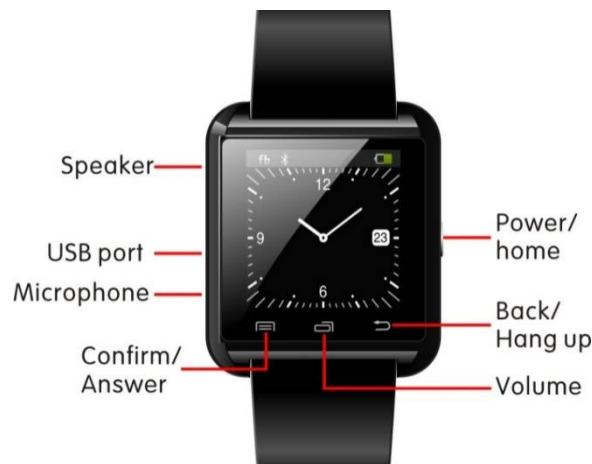 12
Speaker
9
23
Power/
home
USB port
Microphone
6
Back/
Hang up
Confirm/
Answer
Volume